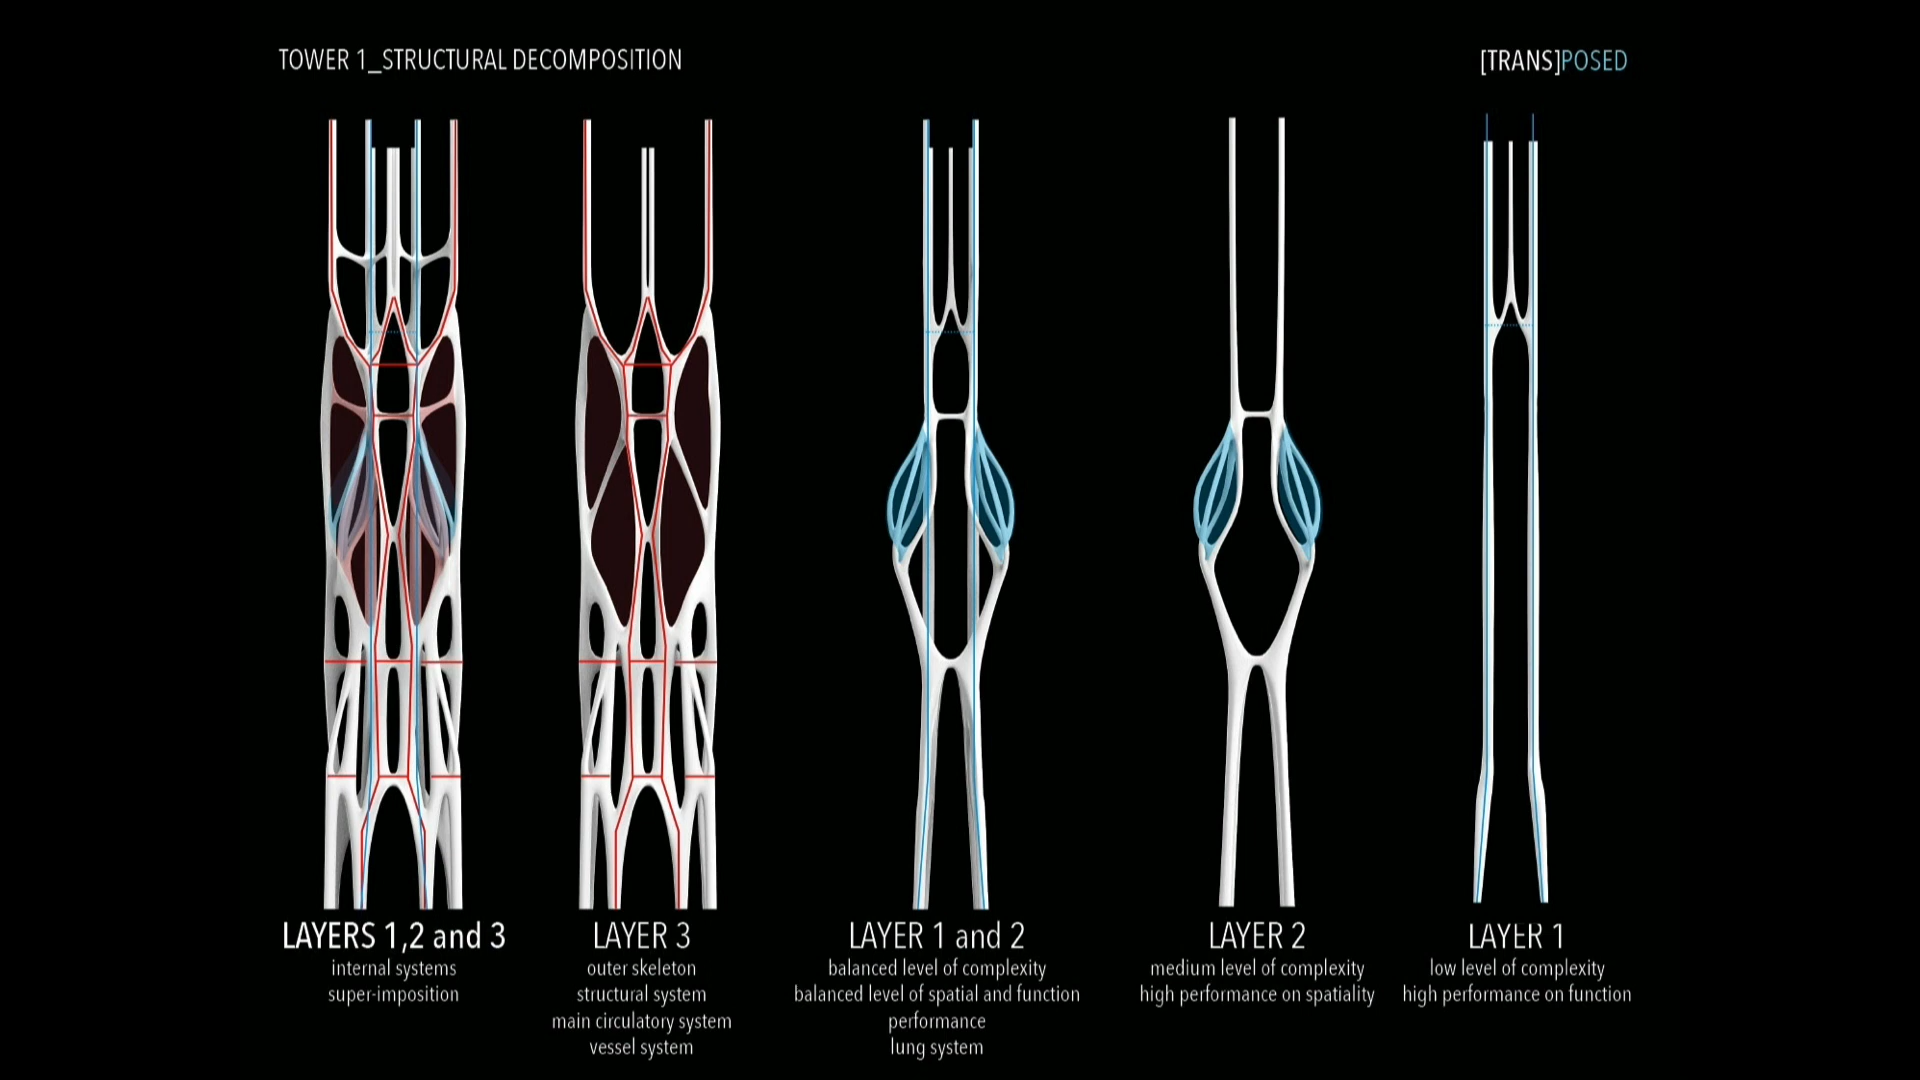 TOWER 1_STRUCTURAL DECOMPOSITION
[TRANS]POSED
LAYERS 1,2 and 3
internal systems
super-imposition
LAYER 3
outer skeleton
structural system
main circulatory system
vessel system
LAYER 1 and 2
balanced level of complexity
balanced level of spatial and function
performance
lung system
LAYER 2
medium level of complexity
high performance on spatiality
LAYER 1
low level of complexity
high performance on function